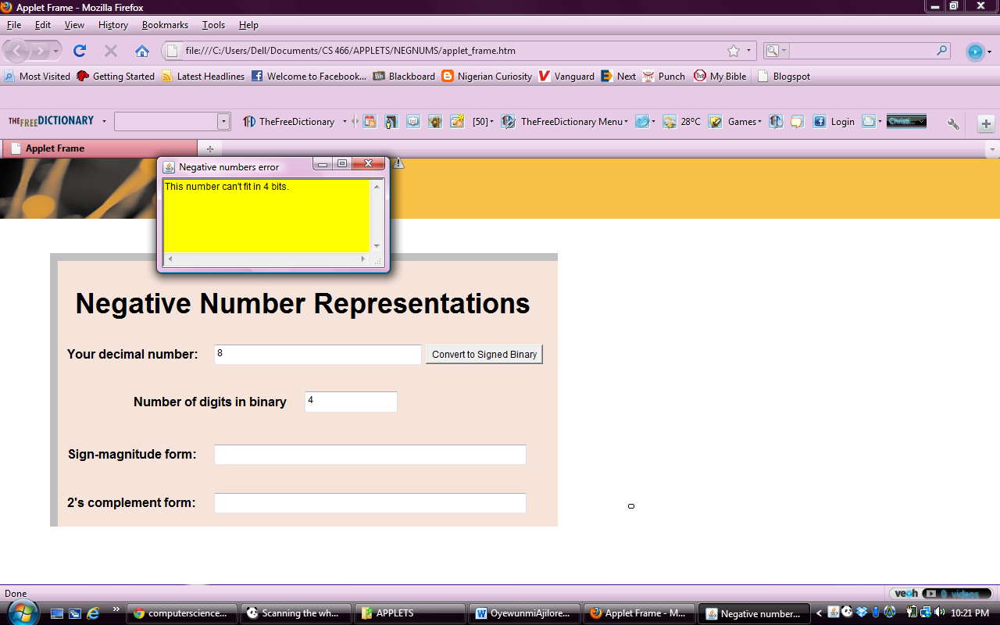 Applet Frame - Mozilla Firefox
File Edit View History Bookmarks Tools Help
file:///C:/Users/Dell/Documents/CS 466/APPLETS/NEGNUMS/applet_frame.htm
Most Visited Getting Started Latest Headlines Welcome to Facebook... Bb Blackboard Nigerian Curiosity Vanguard Next Punch My Bible Blogspot
THEFREEDICTIONARY TheFreeDictionary [50] TheFreeDictionary Menu 28°C Games Login Christi...
Applet Frame
Negative numbers error
This number can't fit in 4 bits.
Negative Number Representations
Your decimal number: 8 Convert to Signed Binary
Number of digits in binary 4
Sign-magnitude form:
2's complement form:
Done veoh 0 videos
computerscience... Scanning the wh... APPLETS OyewunmiAjilore... Applet Frame - M... Negative number... 10:21 PM